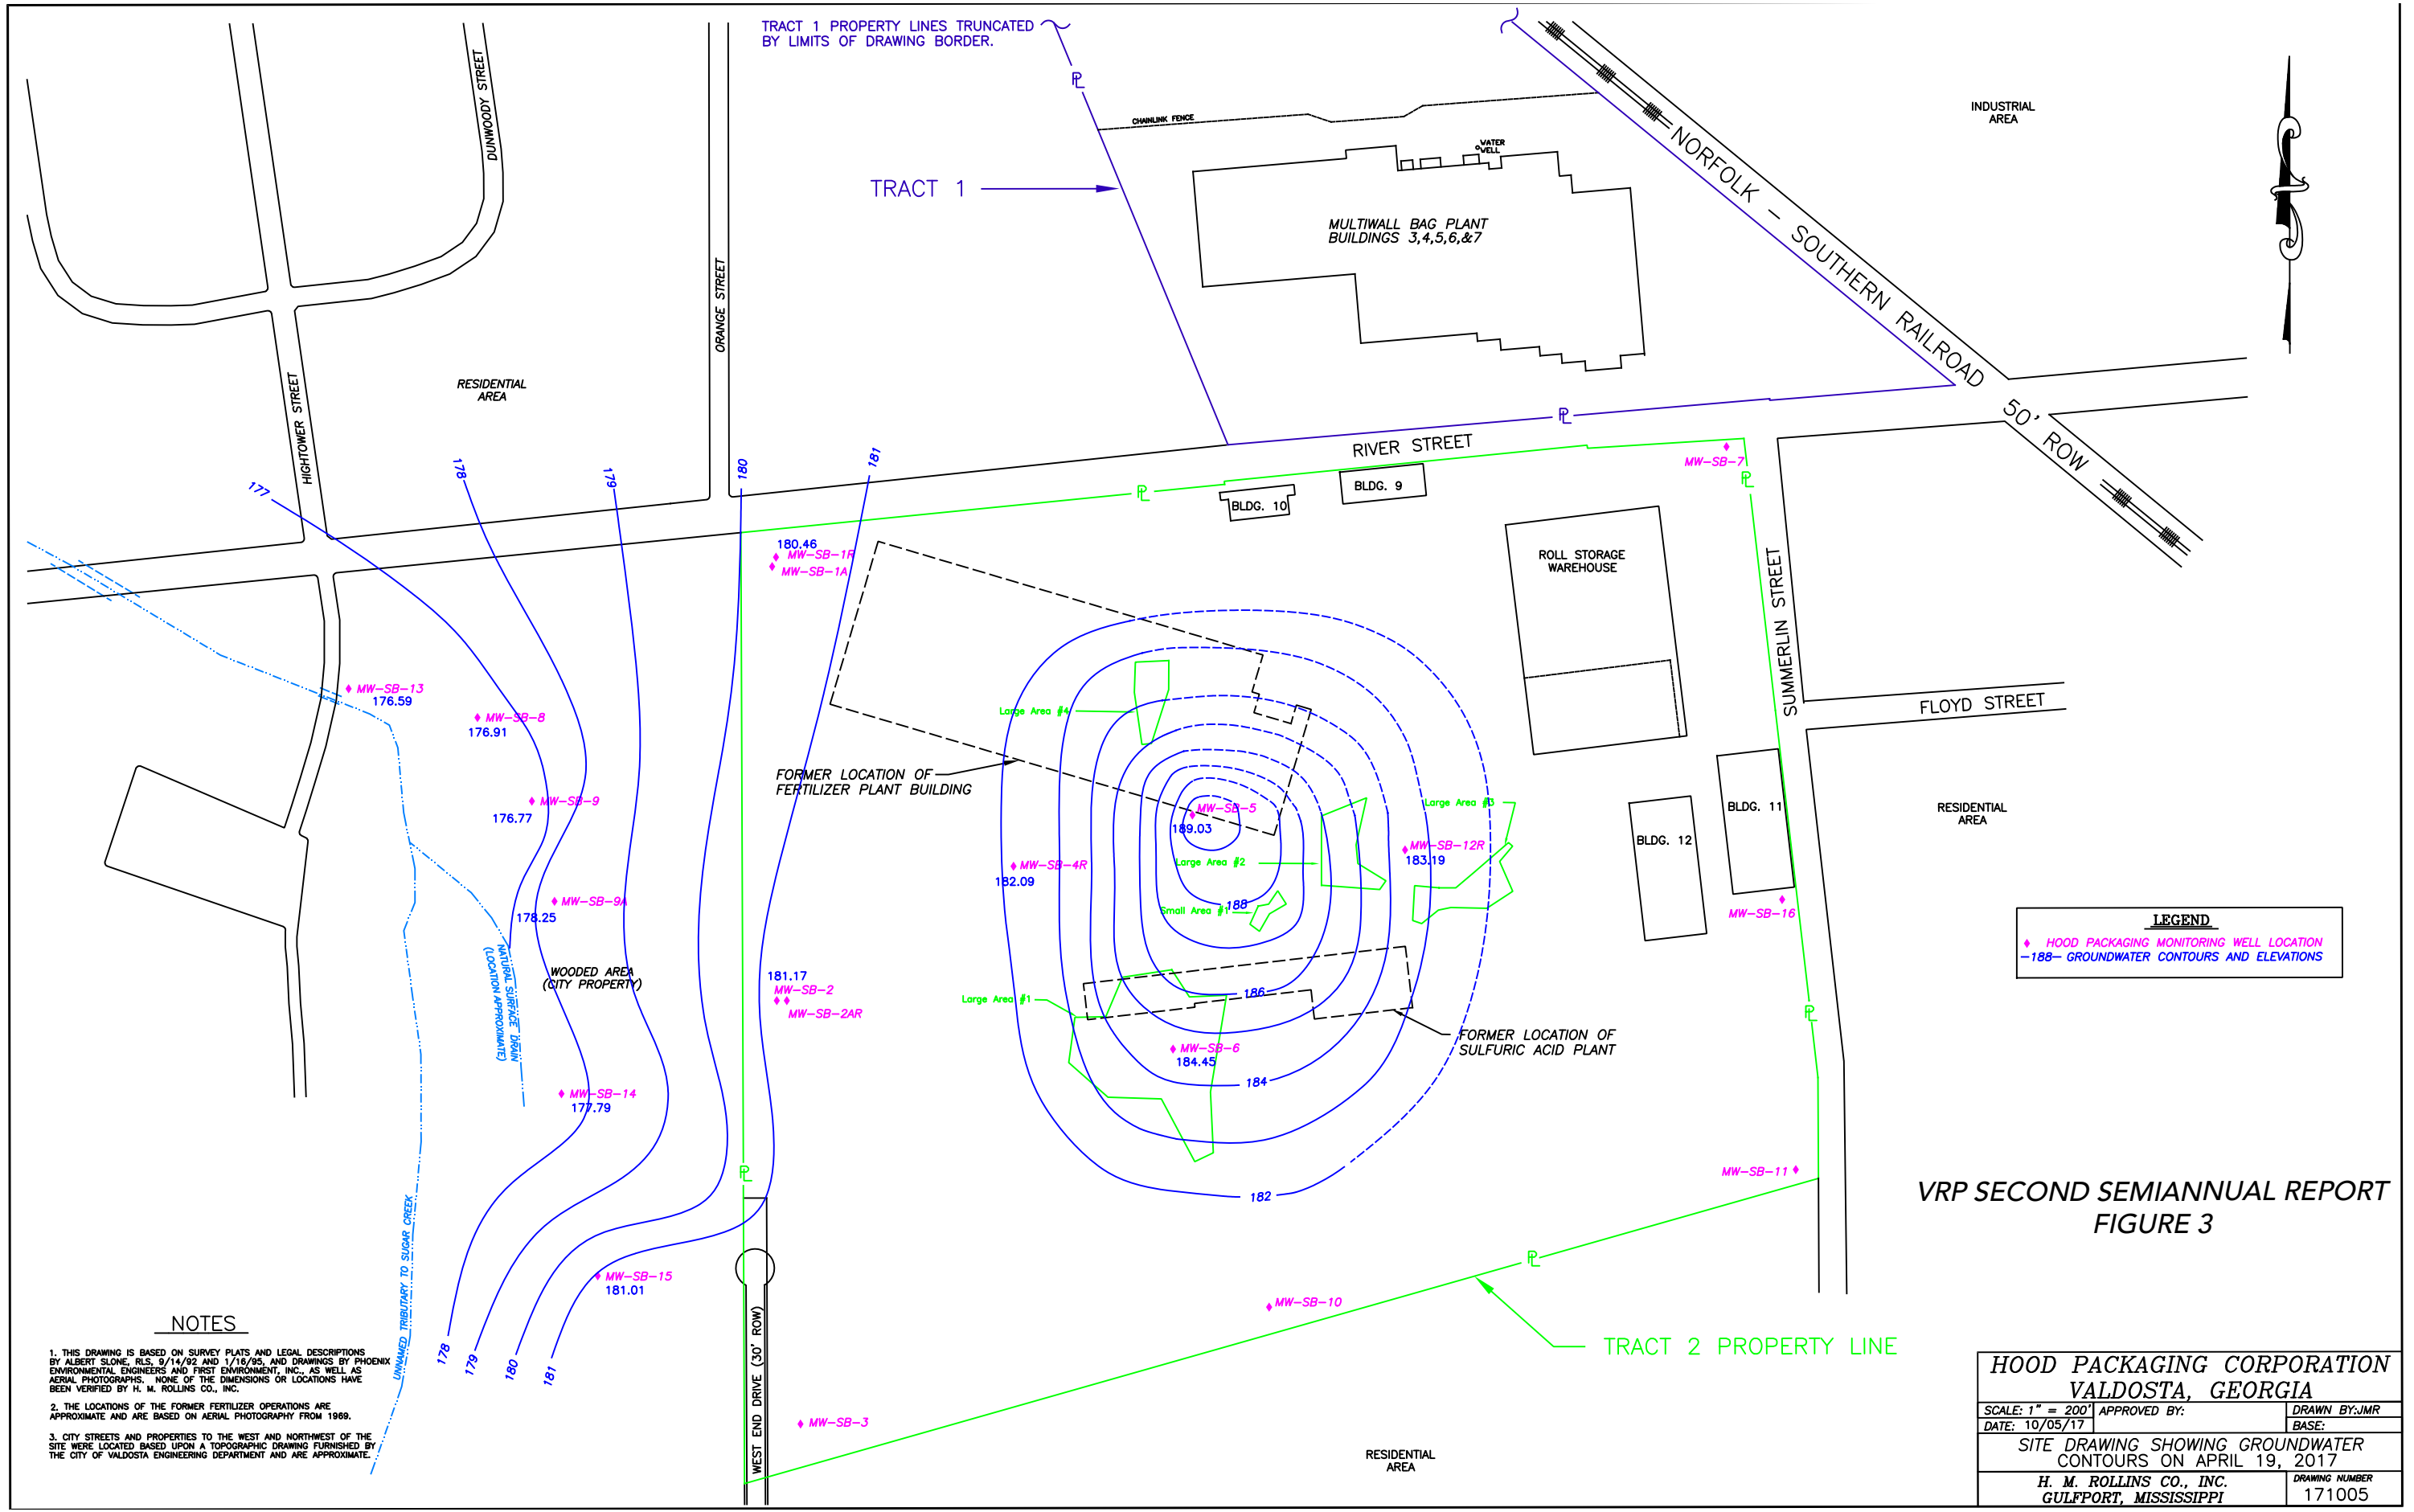 TRACT 1 PROPERTY LINES TRUNCATED
BY LIMITS OF DRAWING BORDER.
DUNWOODY STREET
HIGHTOWER STREET
ORANGE STREET
RESIDENTIAL
AREA
TRACT 1
CHAINLINK FENCE
WATER
WELL
MULTIWALL BAG PLANT
BUILDINGS 3,4,5,6,&7
NORFOLK - SOUTHERN RAILROAD
50' ROW
INDUSTRIAL
AREA
RIVER STREET
BLDG. 10
BLDG. 9
MW-SB-7
ROLL STORAGE
WAREHOUSE
SUMMERLIN STREET
FLOYD STREET
177
178
179
180
181
180.46
MW-SB-1R
MW-SB-1A
MW-SB-13
176.59
MW-SB-8
176.91
MW-SB-9
176.77
MW-SB-9A
178.25
NATURAL SURFACE DRAIN
(LOCATION APPROXIMATE)
WOODED AREA
(CITY PROPERTY)
MW-SB-14
177.79
MW-SB-15
181.01
181.17
MW-SB-2
MW-SB-2AR
FORMER LOCATION OF
FERTILIZER PLANT BUILDING
Large Area #4
MW-SB-5
189.03
MW-SB-4R
182.09
Large Area #2
Small Area #1
188
Large Area #3
MW-SB-12R
183.19
Large Area #1
186
MW-SB-6
184.45
184
182
FORMER LOCATION OF
SULFURIC ACID PLANT
BLDG. 11
BLDG. 12
MW-SB-16
RESIDENTIAL
AREA
LEGEND
HOOD PACKAGING MONITORING WELL LOCATION
-188- GROUNDWATER CONTOURS AND ELEVATIONS
MW-SB-11
MW-SB-10
MW-SB-3
TRACT 2 PROPERTY LINE
WEST END DRIVE (30' ROW)
UNNAMED TRIBUTARY TO SUGAR CREEK
178
179
180
181
RESIDENTIAL
AREA
VRP SECOND SEMIANNUAL REPORT
FIGURE 3
NOTES
1. THIS DRAWING IS BASED ON SURVEY PLATS AND LEGAL DESCRIPTIONS
BY ALBERT SLONE, RLS, 9/14/92 AND 1/16/95, AND DRAWINGS BY PHOENIX
ENVIRONMENTAL ENGINEERS AND FIRST ENVIRONMENT, INC., AS WELL AS
AERIAL PHOTOGRAPHS. NONE OF THE DIMENSIONS OR LOCATIONS HAVE
BEEN VERIFIED BY H. M. ROLLINS CO., INC.
2. THE LOCATIONS OF THE FORMER FERTILIZER OPERATIONS ARE
APPROXIMATE AND ARE BASED ON AERIAL PHOTOGRAPHY FROM 1969.
3. CITY STREETS AND PROPERTIES TO THE WEST AND NORTHWEST OF THE
SITE WERE LOCATED BASED UPON A TOPOGRAPHIC DRAWING FURNISHED BY
THE CITY OF VALDOSTA ENGINEERING DEPARTMENT AND ARE APPROXIMATE.
HOOD PACKAGING CORPORATION
VALDOSTA, GEORGIA
SCALE: 1" = 200' APPROVED BY: DRAWN BY:JMR
DATE: 10/05/17 BASE:
SITE DRAWING SHOWING GROUNDWATER
CONTOURS ON APRIL 19, 2017
H. M. ROLLINS CO., INC.
GULFPORT, MISSISSIPPI
DRAWING NUMBER
171005